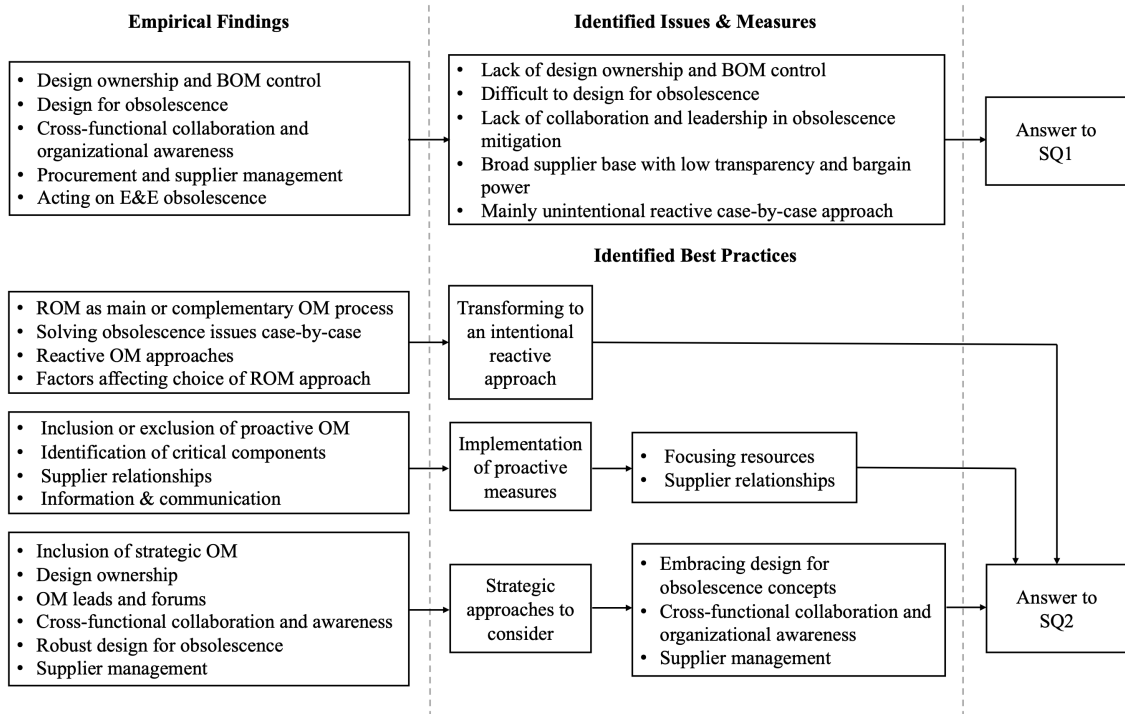 Empirical Findings
Identified Issues & Measures
• Design ownership and BOM control
• Design for obsolescence
• Cross-functional collaboration and
organizational awareness
• Procurement and supplier management
• Acting on E&E obsolescence
• Lack of design ownership and BOM control
• Difficult to design for obsolescence
• Lack of collaboration and leadership in obsolescence
mitigation
• Broad supplier base with low transparency and bargain
power
• Mainly unintentional reactive case-by-case approach
Answer to
SQ1
Identified Best Practices
• ROM as main or complementary OM process
• Solving obsolescence issues case-by-case
• Reactive OM approaches
• Factors affecting choice of ROM approach
Transforming to
an intentional
reactive
approach
• Inclusion or exclusion of proactive OM
• Identification of critical components
• Supplier relationships
• Information & communication
Implementation
of proactive
measures
• Focusing resources
• Supplier relationships
• Inclusion of strategic OM
• Design ownership
• OM leads and forums
• Cross-functional collaboration and awareness
• Robust design for obsolescence
• Supplier management
Strategic
approaches to
consider
• Embracing design for
obsolescence concepts
• Cross-functional collaboration and
organizational awareness
• Supplier management
Answer to
SQ2